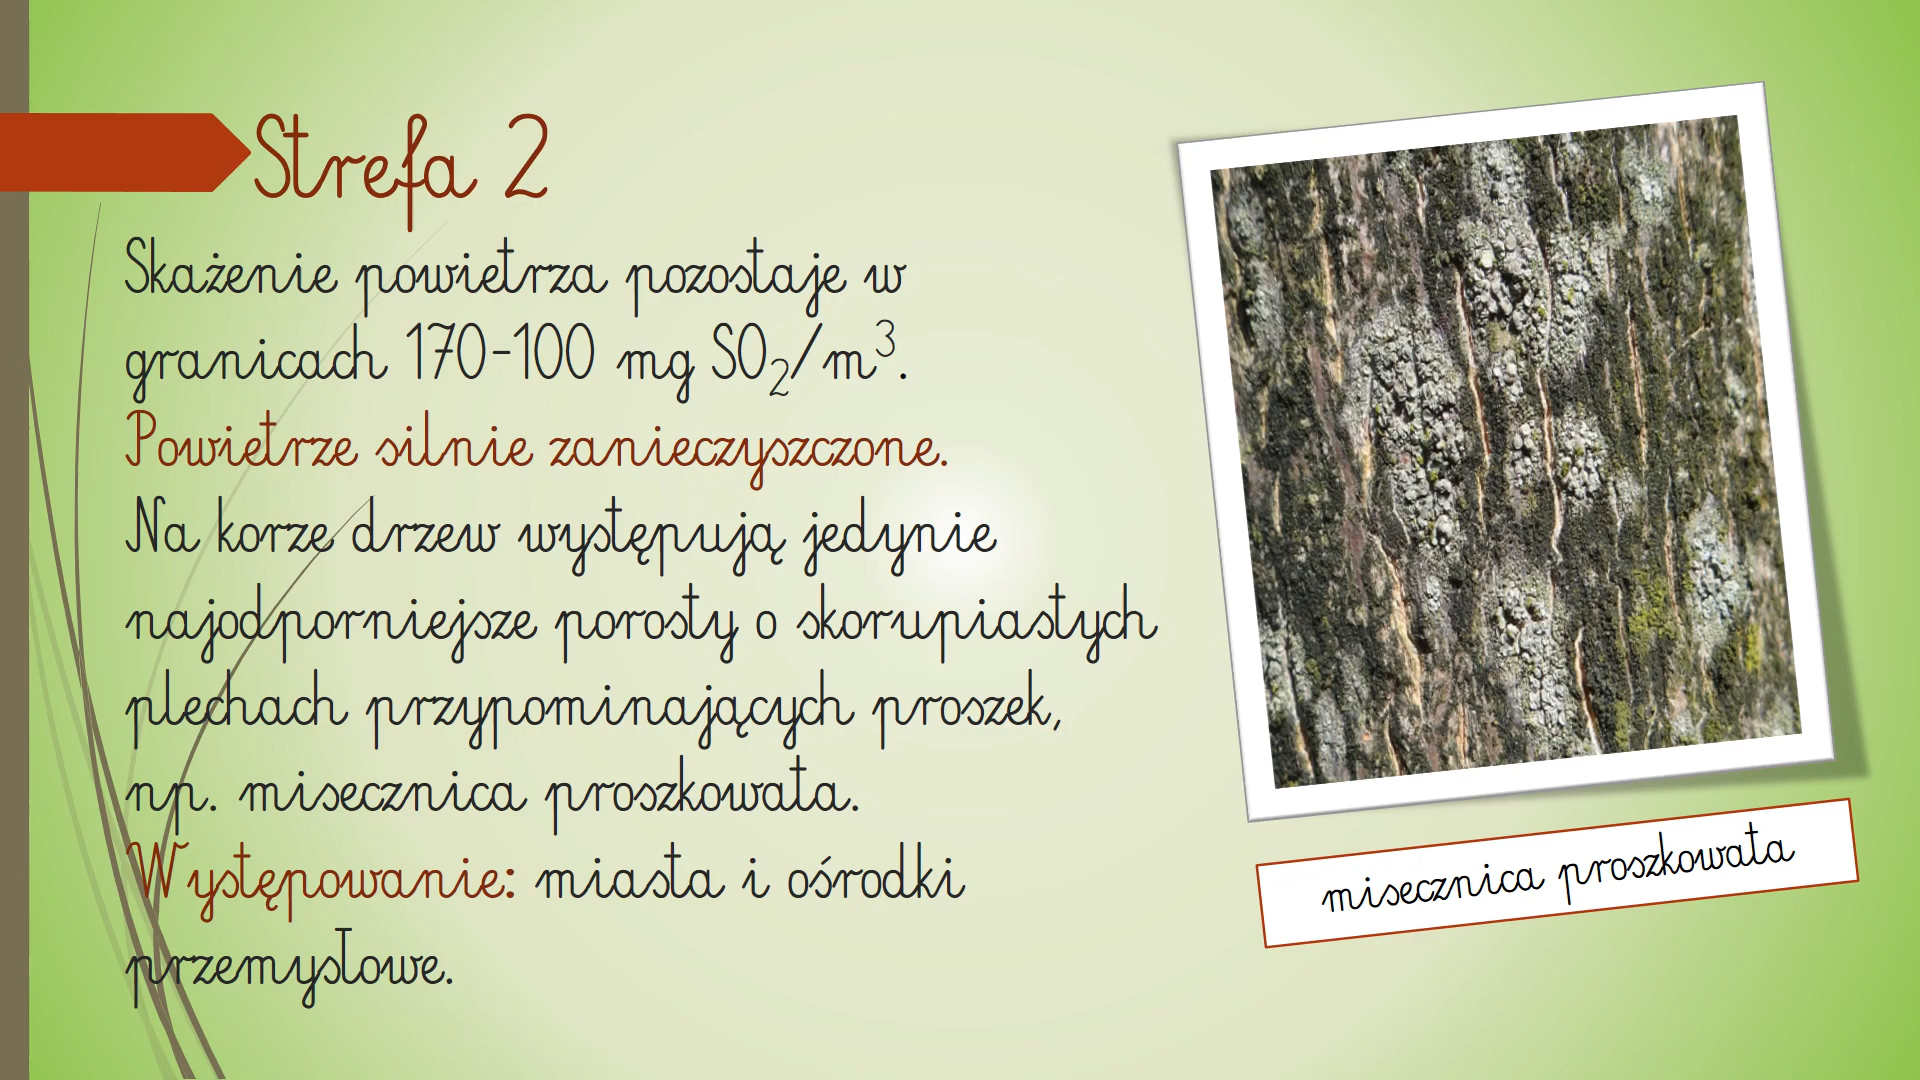 Strefa 2
Skażenie powietrza pozostaje w
granicach 170-100 mg SO₂/m³.
Powietrze silnie zanieczyszczone.
Na korze drzew występują jedynie
najodporniejsze porosty o skorupiastych
plechach przypominających proszek,
np. misecznica proszkowata.
Występowanie: miasta i ośrodki
przemysłowe.
misecznica proszkowata